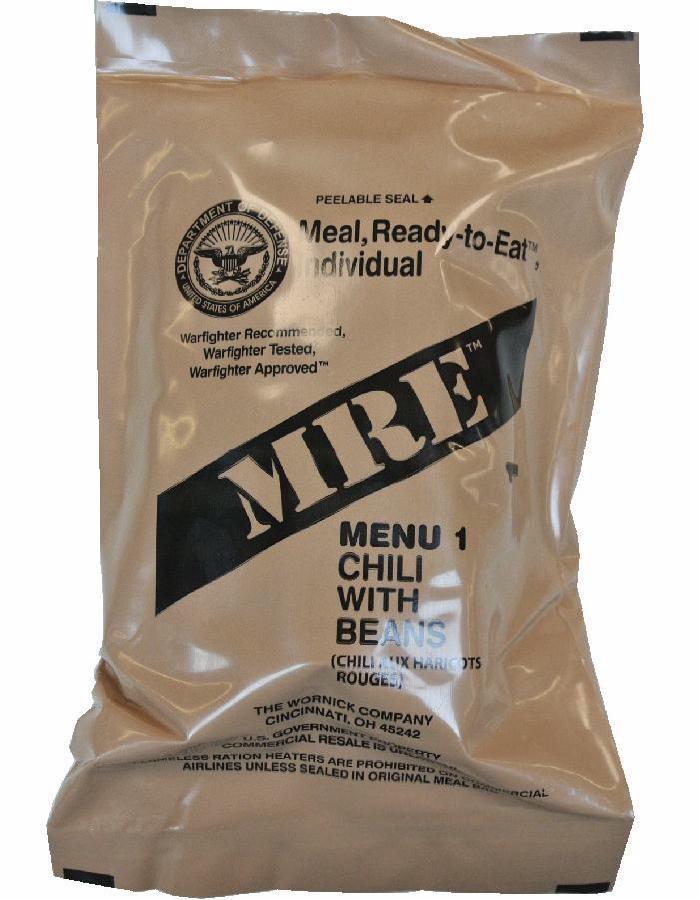 PEELABLE SEAL
DEPARTMENT OF DEFENSE
UNITED STATES OF AMERICA
Meal, Ready-to-Eat™,
Individual
Warfighter Recommended,
Warfighter Tested,
Warfighter Approved™
MRE™
MENU 1
CHILI
WITH
BEANS
(CHILI AUX HARICOTS
ROUGES)
THE WORNICK COMPANY
CINCINNATI, OH 45242
U.S. GOVERNMENT PROPERTY
COMMERCIAL RESALE IS
FLAMELESS RATION HEATERS ARE PROHIBITED ON
AIRLINES UNLESS SEALED IN ORIGINAL MEAL